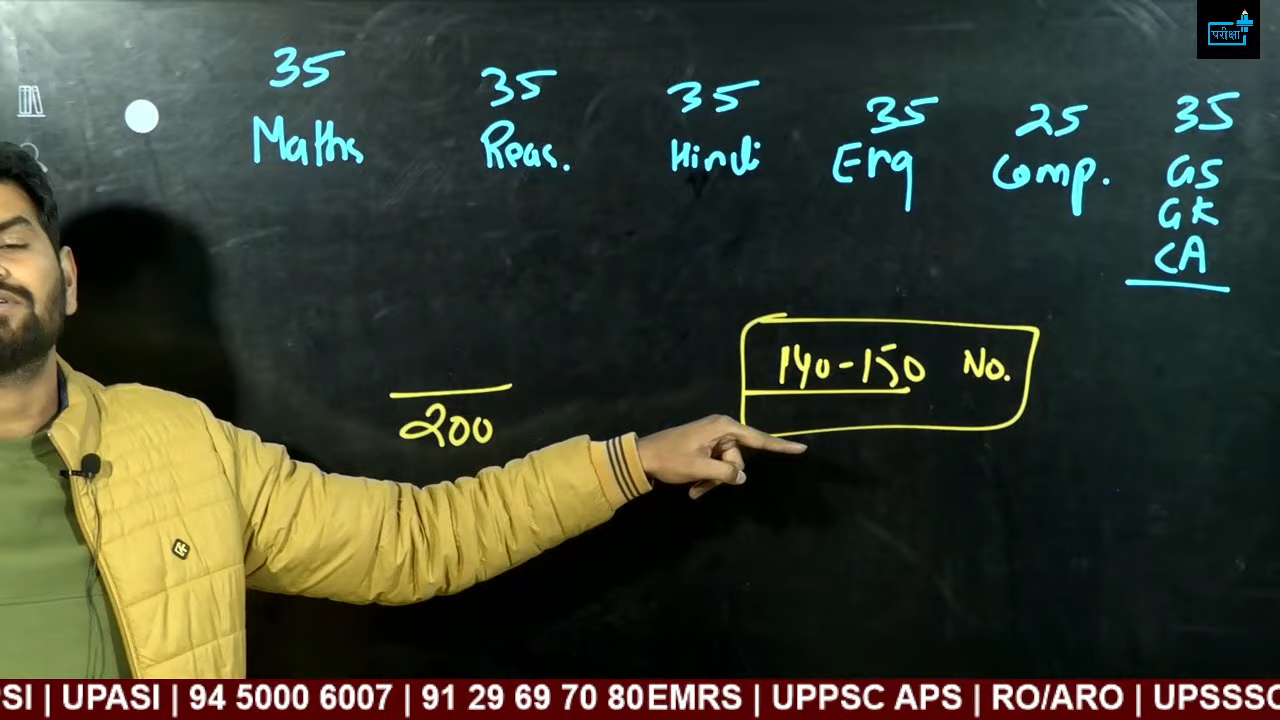 परीक्षा
35 35 35 35 25 35
Maths Reas. Hindi Eng Comp. GS
GK
CA
140-150 No.
200
PSI | UPASI | 94 5000 6007 | 91 29 69 70 80EMRS | UPPSC APS | RO/ARO | UPSSSC